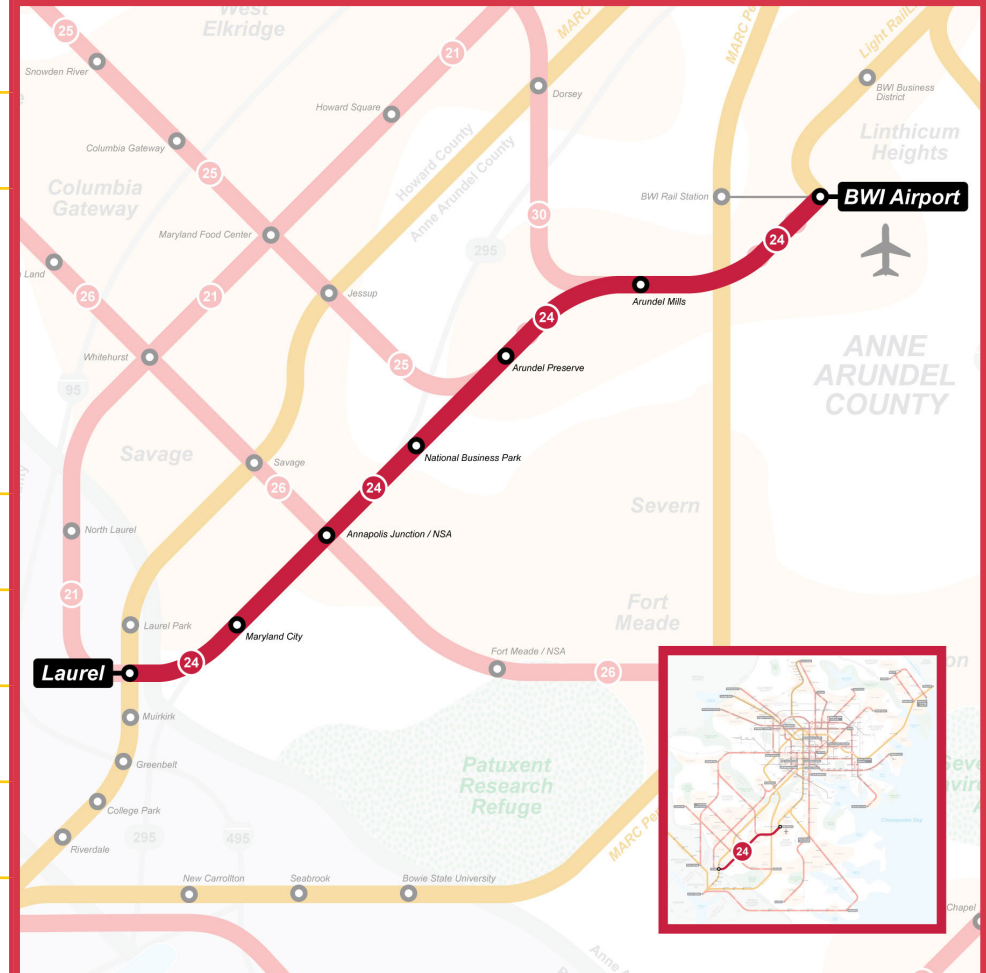 West
Elkridge
25
Snowden River
21
MARC Pe
Light RailL
BWI Business
District
Dorsey
Howard Square
Linthicum
Heights
Columbia Gateway
25
Howard County
Anne Arundel County
Columbia
Gateway
BWI Rail Station
BWI Airport
30
Maryland Food Center
24
295
Land
26
21
Jessup
Arundel Mills
24
Whitehurst
25
Arundel Preserve
ANNE
ARUNDEL
COUNTY
95
Savage
Savage
National Business Park
26
24
Severn
North Laurel
Annapolis Junction / NSA
21
Fort
Meade
Laurel Park
Maryland City
24
Laurel
Fort Meade / NSA
26
on
Muirkirk
Greenbelt
Patuxent
Research
Refuge
College Park
295
495
Riverdale
MARC Pe
24
Chesapeake Bay
New Carrollton
Seabrook
Bowie State University
Chapel
Anne A